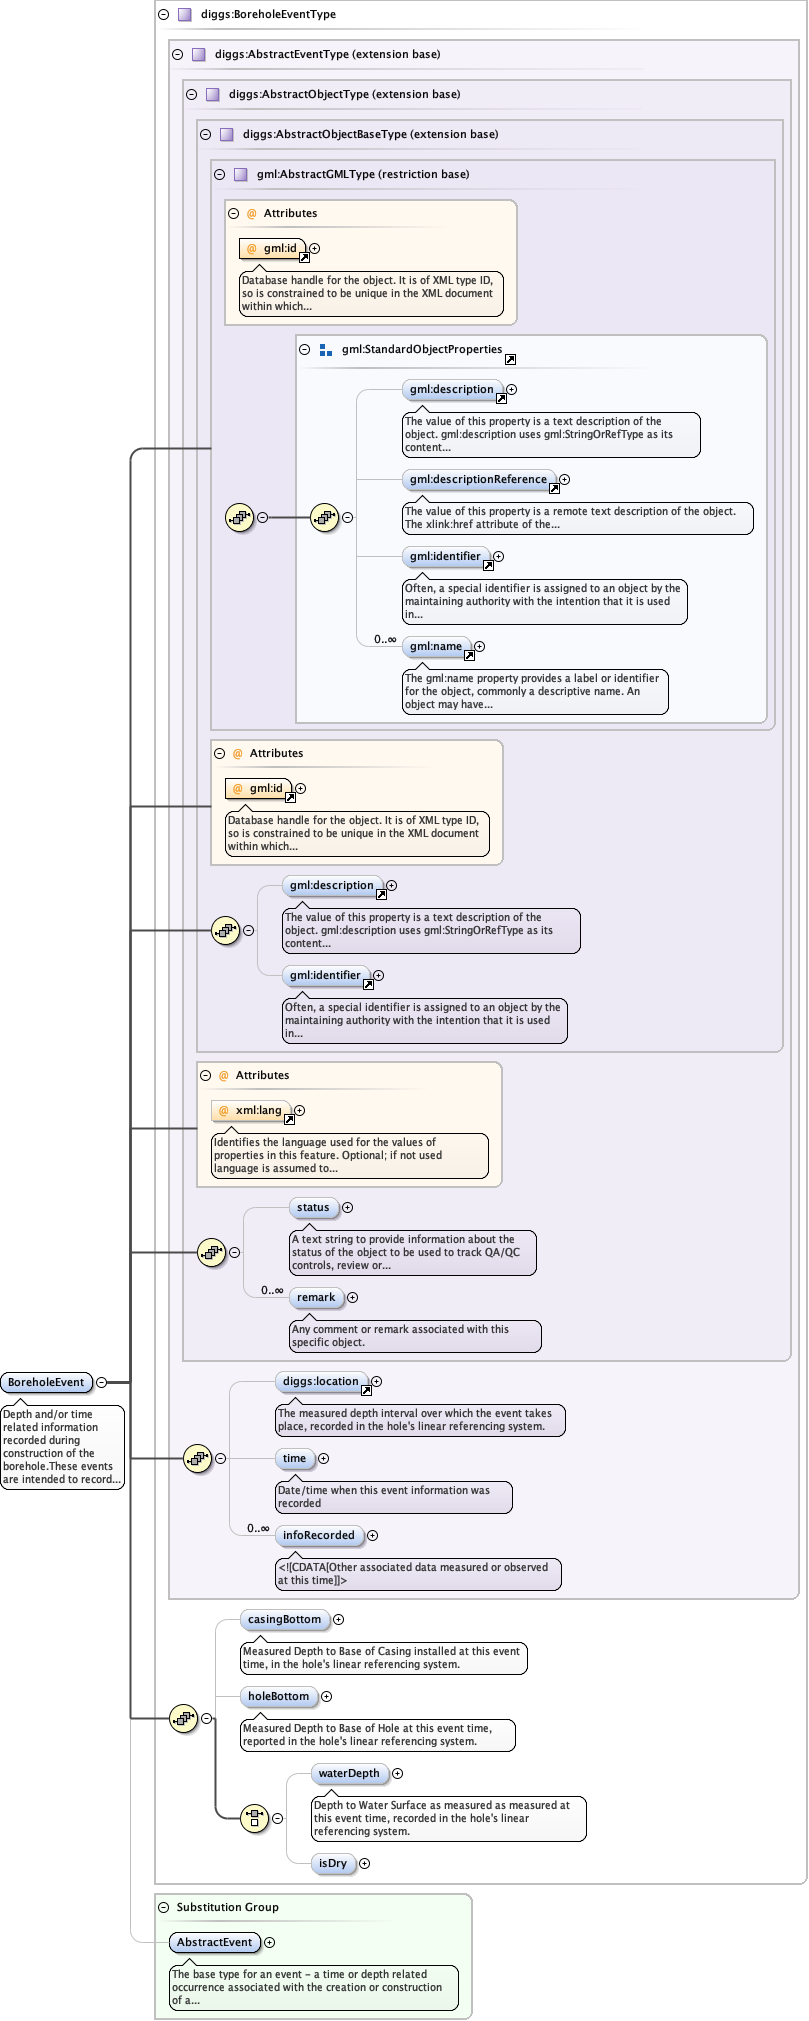 diggs:BoreholeEventType
diggs:AbstractEventType (extension base)
diggs:AbstractObjectType (extension base)
diggs:AbstractObjectBaseType (extension base)
gml:AbstractGMLType (restriction base)
@ Attributes
@ gml:id
Database handle for the object. It is of XML type ID,
so is constrained to be unique in the XML document
within which...
gml:StandardObjectProperties
gml:description
The value of this property is a text description of the
object. gml:description uses gml:StringOrRefType as its
content...
gml:descriptionReference
The value of this property is a remote text description of the object.
The xlink:href attribute of the...
gml:identifier
Often, a special identifier is assigned to an object by the
maintaining authority with the intention that it is used
in...
0..∞
gml:name
The gml:name property provides a label or identifier
for the object, commonly a descriptive name. An
object may have...
@ Attributes
@ gml:id
Database handle for the object. It is of XML type ID,
so is constrained to be unique in the XML document
within which...
gml:description
The value of this property is a text description of the
object. gml:description uses gml:StringOrRefType as its
content...
gml:identifier
Often, a special identifier is assigned to an object by the
maintaining authority with the intention that it is used
in...
@ Attributes
@ xml:lang
Identifies the language used for the values of
properties in this feature. Optional; if not used
language is assumed to...
status
A text string to provide information about the
status of the object to be used to track QA/QC
controls, review or...
0..∞
remark
Any comment or remark associated with this
specific object.
BoreholeEvent
Depth and/or time
related information
recorded during
construction of the
borehole.These events
are intended to record...
diggs:location
The measured depth interval over which the event takes
place, recorded in the hole's linear referencing system.
time
Date/time when this event information was
recorded
0..∞
infoRecorded
<![CDATA[Other associated data measured or observed
at this time]]>
casingBottom
Measured Depth to Base of Casing installed at this event
time, in the hole's linear referencing system.
holeBottom
Measured Depth to Base of Hole at this event time,
reported in the hole's linear referencing system.
waterDepth
Depth to Water Surface as measured as measured at
this event time, recorded in the hole's linear
referencing system.
isDry
Substitution Group
AbstractEvent
The base type for an event - a time or depth related
occurrence associated with the creation or construction
of a...